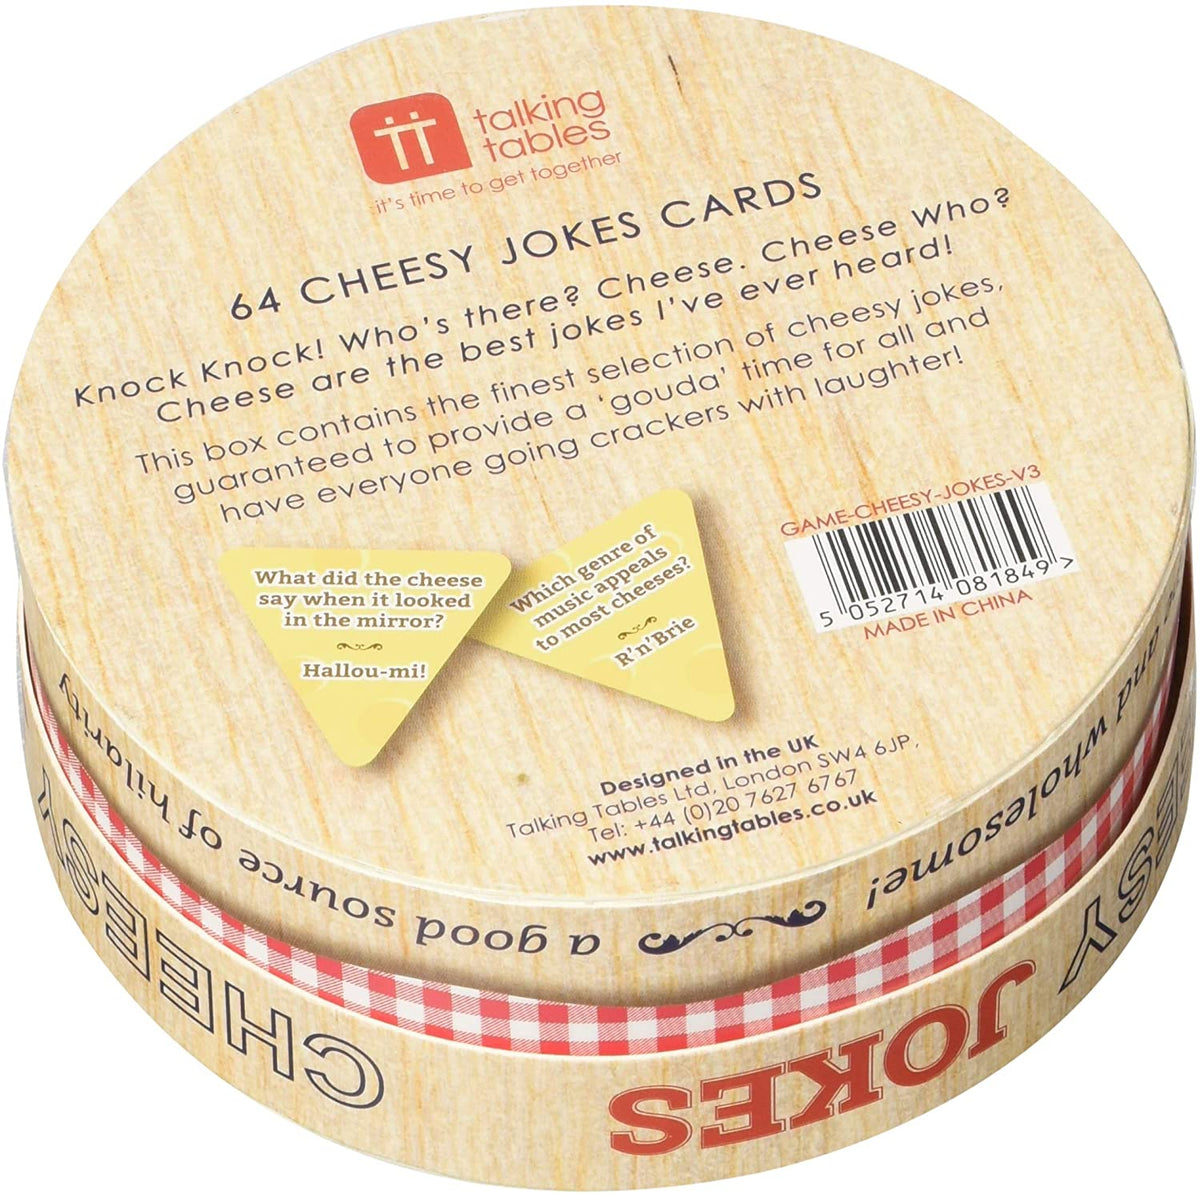 talking
tables
it's time to get together
64 CHEESY JOKES CARDS
Knock Knock! Who's there? Cheese. Cheese Who?
Cheese are the best jokes I've ever heard!
This box contains the finest selection of cheesy jokes,
guaranteed to provide a 'gouda' time for all and
have everyone going crackers with laughter!
What did the cheese
say when it looked
in the mirror?
Hallou-mi!
Which genre of
music appeals
to most cheeses?
R'n'Brie
GAME-CHEESY-JOKES-V3
5 052714 081849 >
MADE IN CHINA
Designed in the UK
Talking Tables Ltd, London SW4 6JP,
Tel: +44 (0)20 7627 6767
www.talkingtables.co.uk
a good source of hilarity
and wholesome!
CHEESY
JOKES
ESY